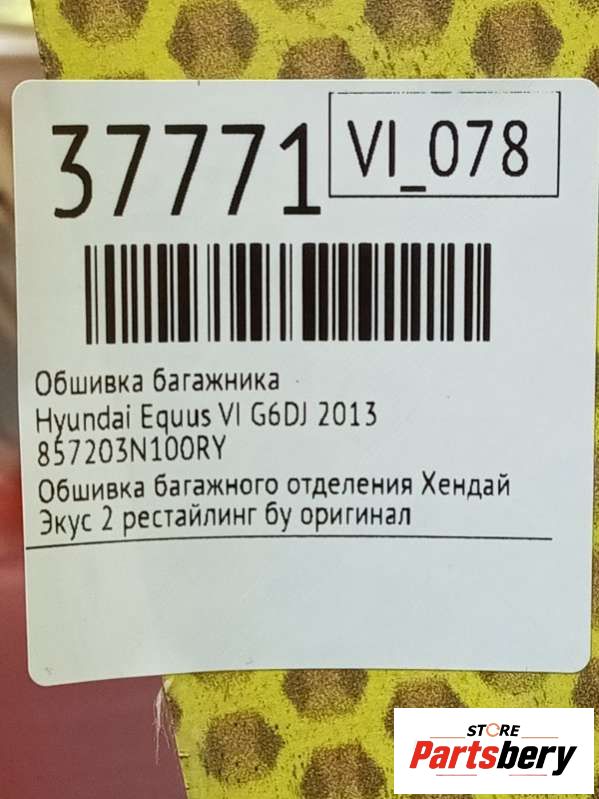 37771
VI_078
Обшивка багажника
Hyundai Equus VI G6DJ 2013
857203N100RY
Обшивка багажного отделения Хендай
Экус 2 рестайлинг бу оригинал
STORE
Partsbery